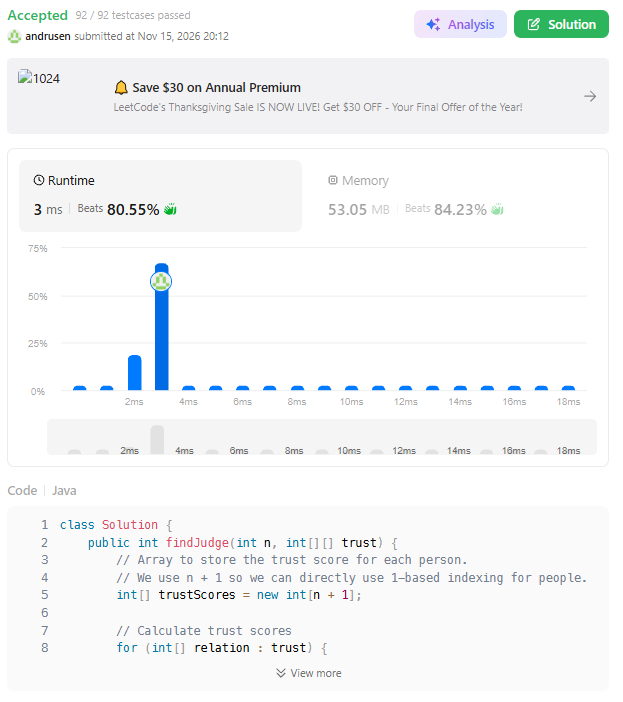 Accepted 92 / 92 testcases passed
andrusen submitted at Nov 15, 2026 20:12
Analysis
Solution
1024
Save $30 on Annual Premium
LeetCode's Thanksgiving Sale IS NOW LIVE! Get $30 OFF - Your Final Offer of the Year!
Runtime
3 ms Beats 80.55%
Memory
53.05 MB Beats 84.23%
75%
50%
25%
0%
2ms 4ms 6ms 8ms 10ms 12ms 14ms 16ms 18ms
2ms 4ms 6ms 8ms 10ms 12ms 14ms 16ms 18ms
Code Java
1 class Solution {
2 public int findJudge(int n, int[][] trust) {
3 // Array to store the trust score for each person.
4 // We use n + 1 so we can directly use 1-based indexing for people.
5 int[] trustScores = new int[n + 1];
6
7 // Calculate trust scores
8 for (int[] relation : trust) {
View more